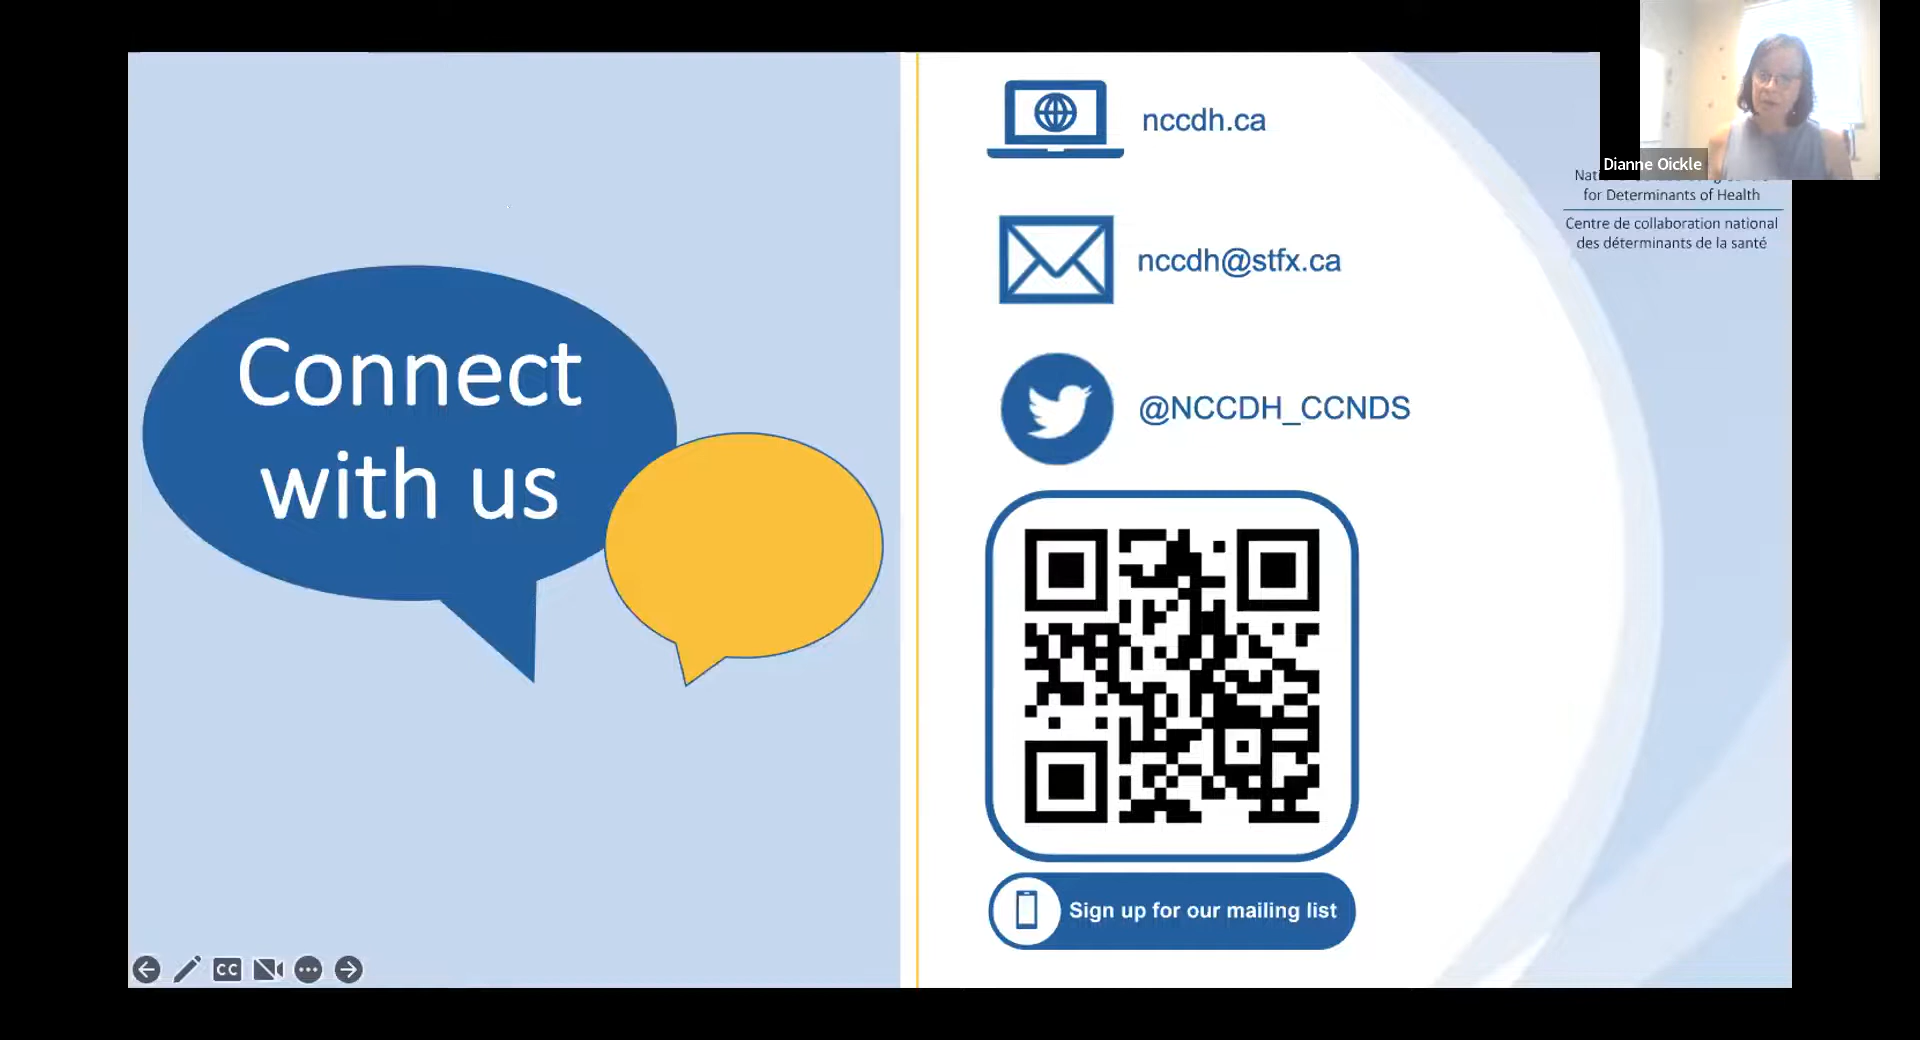 Connect
with us
nccdh.ca
nccdh@stfx.ca
@NCCDH_CCNDS
Sign up for our mailing list
Dianne Oickle
for Determinants of Health
Centre de collaboration national
des déterminants de la santé
CC